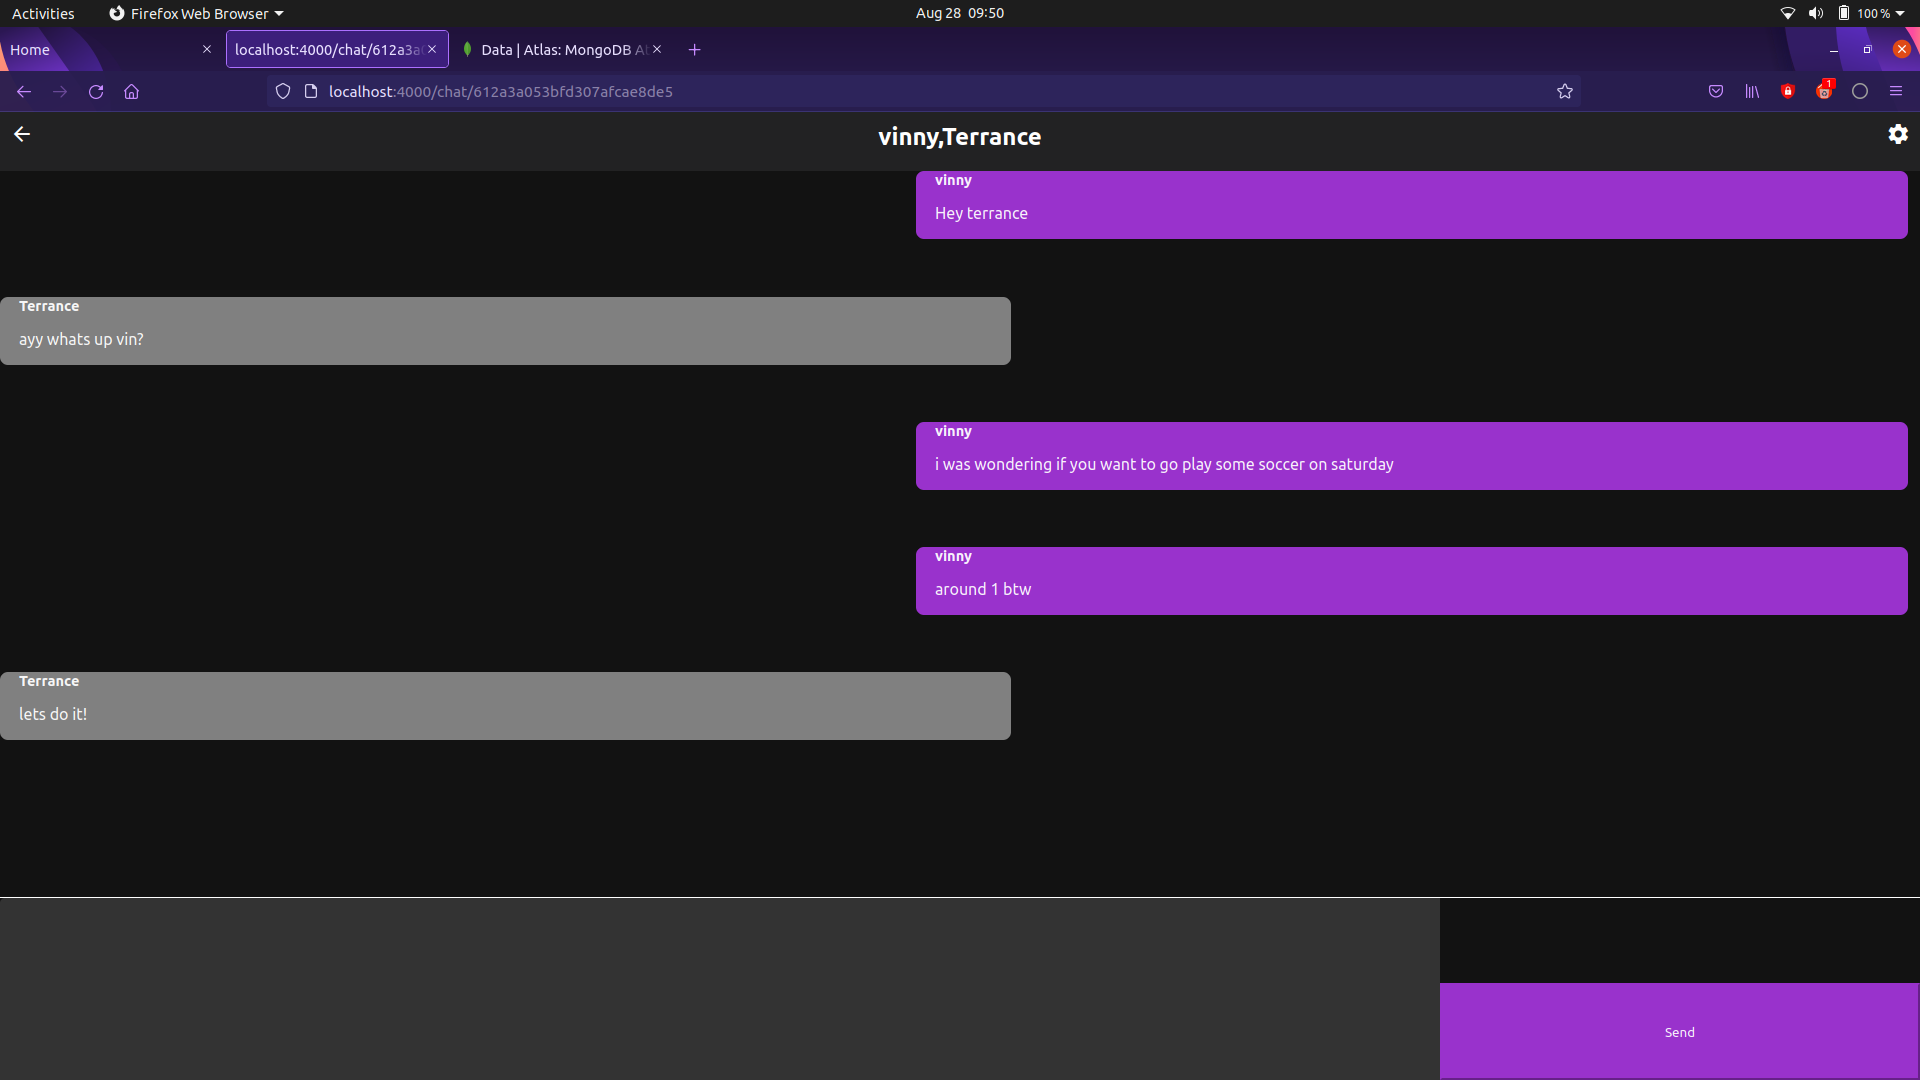 Activities Firefox Web Browser Aug 28 09:50 100 %
Home localhost:4000/chat/612a3a Data | Atlas: MongoDB At
localhost:4000/chat/612a3a053bfd307afcae8de5 1
vinny,Terrance
vinny
Hey terrance
Terrance
ayy whats up vin?
vinny
i was wondering if you want to go play some soccer on saturday
vinny
around 1 btw
Terrance
lets do it!
Send